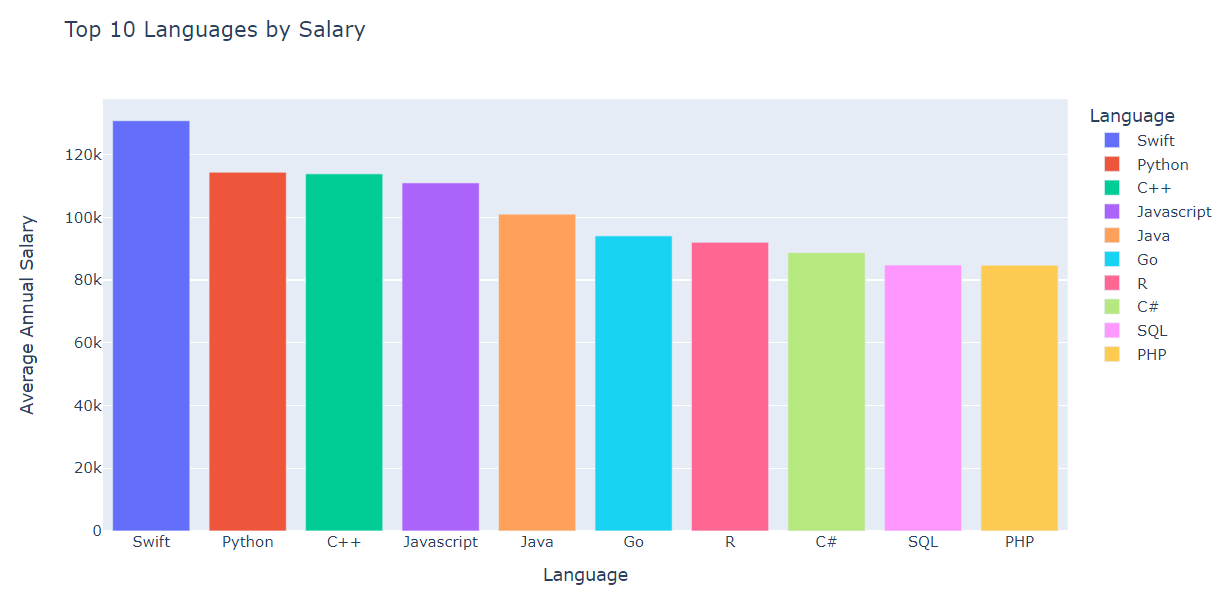 Top 10 Languages by Salary
Average Annual Salary
120k
100k
80k
60k
40k
20k
0
Swift Python C++ Javascript Java Go R C# SQL PHP
Language
Language
Swift
Python
C++
Javascript
Java
Go
R
C#
SQL
PHP